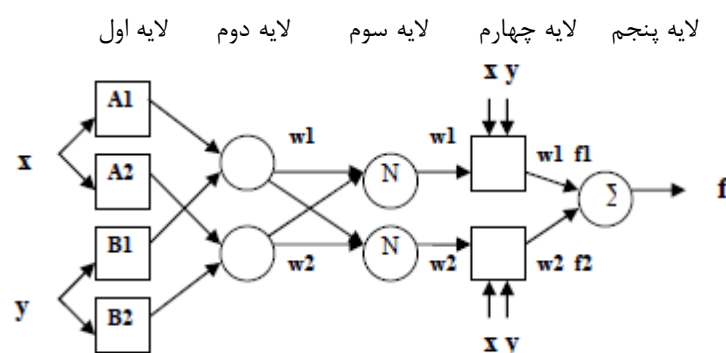 لایه اول لایه دوم لایه سوم لایه چهارم لایه پنجم
x y
A1
w1 w1 w1 f1
x A2 N Σ f
B1
w2 N w2 w2 f2
y B2
x y